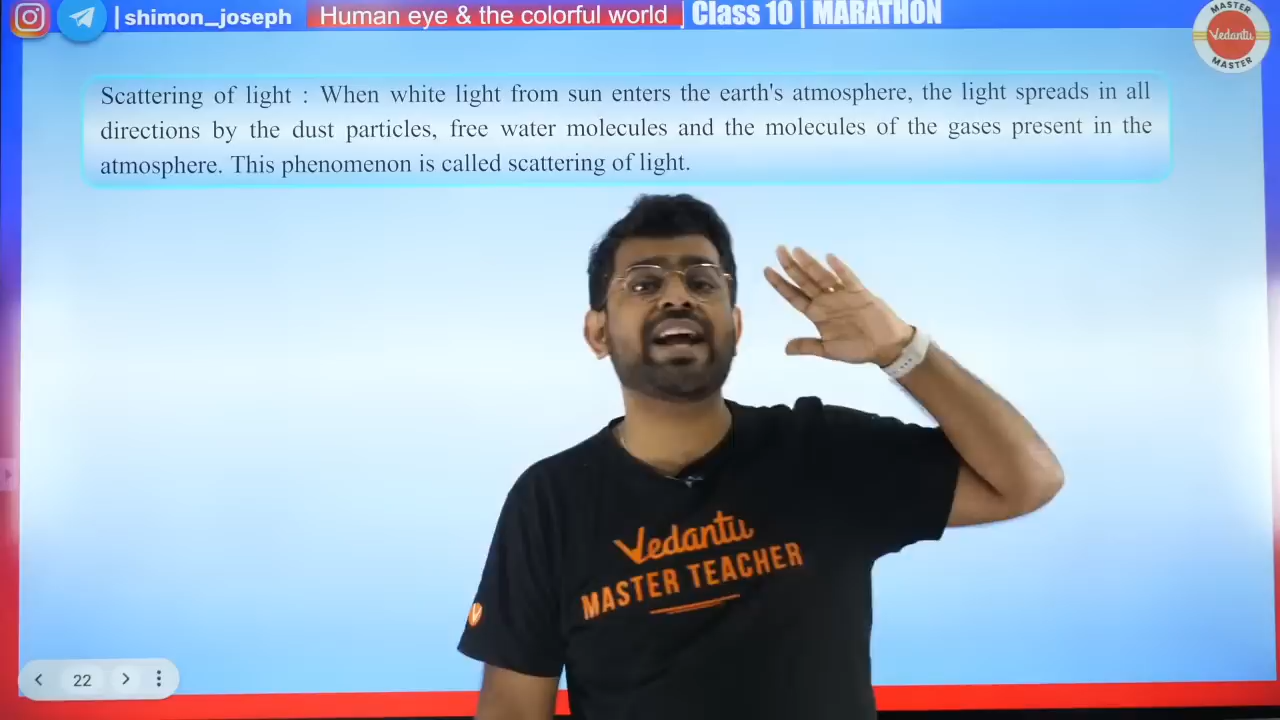 | shimon_joseph Human eye & the colorful world | Class 10 | MARATHON
MASTER
Vedantu
MASTER
Scattering of light : When white light from sun enters the earth's atmosphere, the light spreads in all
directions by the dust particles, free water molecules and the molecules of the gases present in the
atmosphere. This phenomenon is called scattering of light.
Vedantu
MASTER TEACHER
V
22